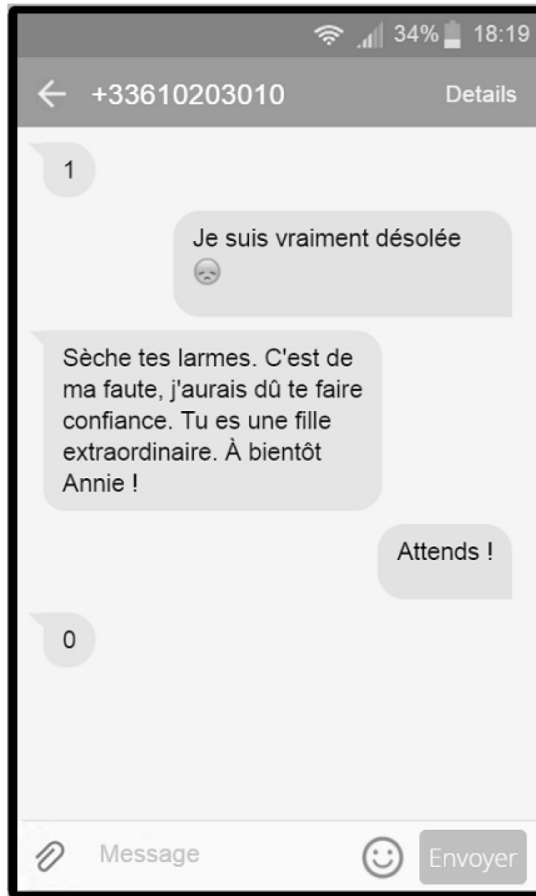 34% 18:19
+33610203010 Details
1
Je suis vraiment désolée
😞
Sèche tes larmes. C'est de
ma faute, j'aurais dû te faire
confiance. Tu es une fille
extraordinaire. À bientôt
Annie !
Attends !
0
Message Envoyer